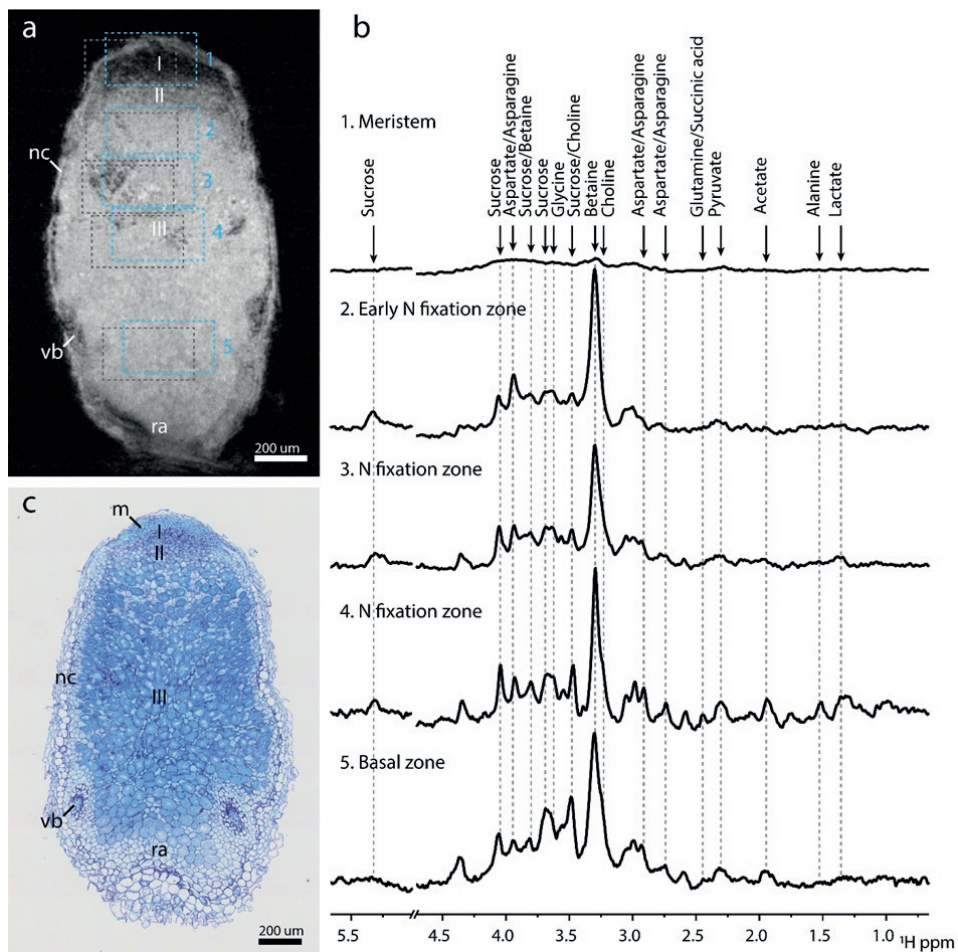 a
1
I
II
2
nc
3
III
4
vb
5
ra
200 um
b
1. Meristem
Sucrose
Sucrose
Aspartate/Asparagine
Sucrose/Betaine
Sucrose
Glycine
Sucrose/Choline
Betaine
Choline
Aspartate/Asparagine
Aspartate/Asparagine
Glutamine/Succinic acid
Pyruvate
Acetate
Alanine
Lactate
2. Early N fixation zone
3. N fixation zone
4. N fixation zone
5. Basal zone
5.5 4.5 4.0 3.5 3.0 2.5 2.0 1.5 1.0 ¹H ppm
c
m
I
II
nc
III
vb
ra
200 um